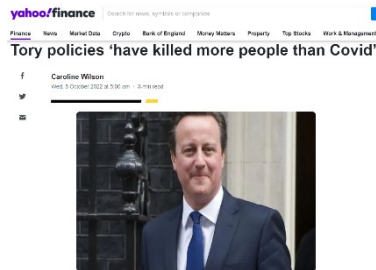 yahoo!finance
Search for news, symbols or companies
Finance News Market Data Crypto Bank of England Money Matters Property Top Stocks Work & Management
Tory policies ‘have killed more people than Covid’
Caroline Wilson
Wed, 5 October 2022 at 5:00 am · 3-min read